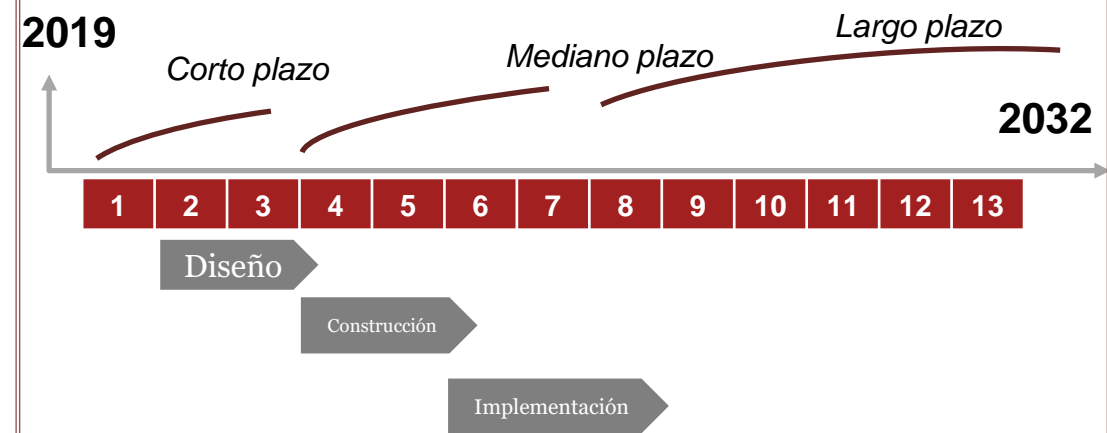 2019
Corto plazo
Mediano plazo
Largo plazo
2032
1 2 3 4 5 6 7 8 9 10 11 12 13
Diseño
Construcción
Implementación